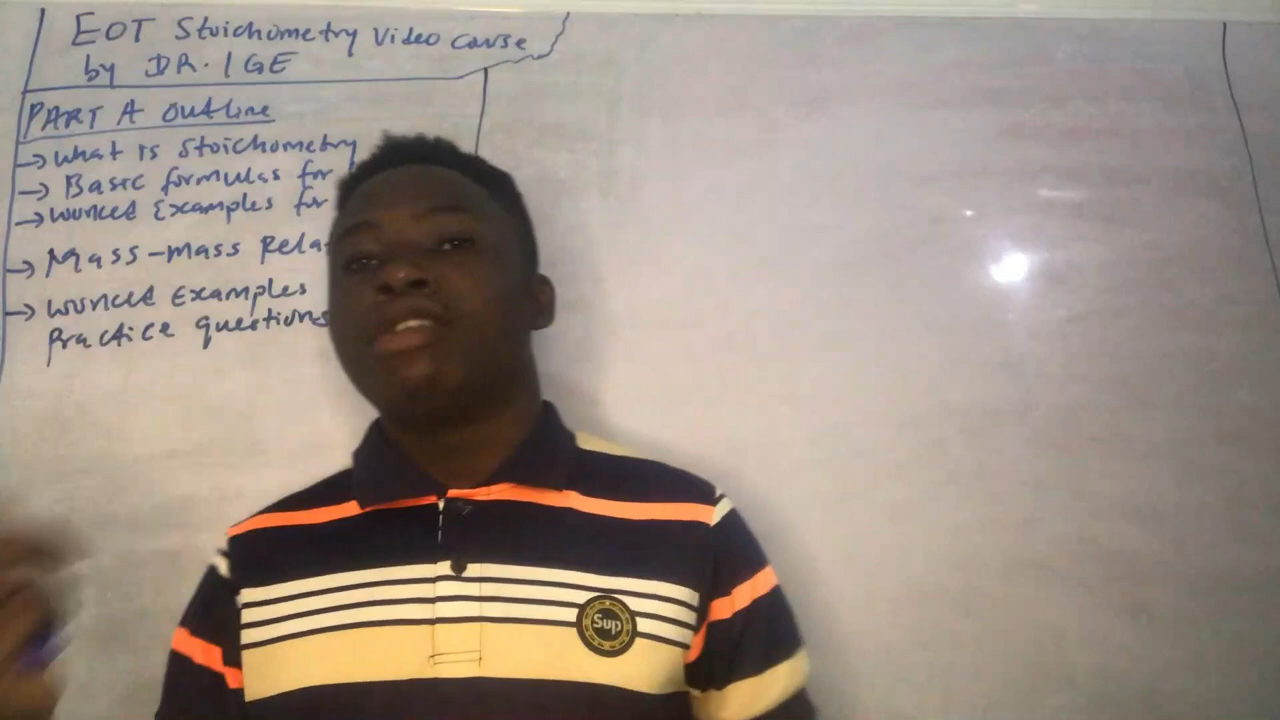 EOT Stoichometry Video Cause
by DR. IGE
PART A Outline
→ What is Stoichometry
→ Basic formulas for
→ Worked Examples for
→ Mass-mass Rela
→ Worked Examples
Practice questions
Sup